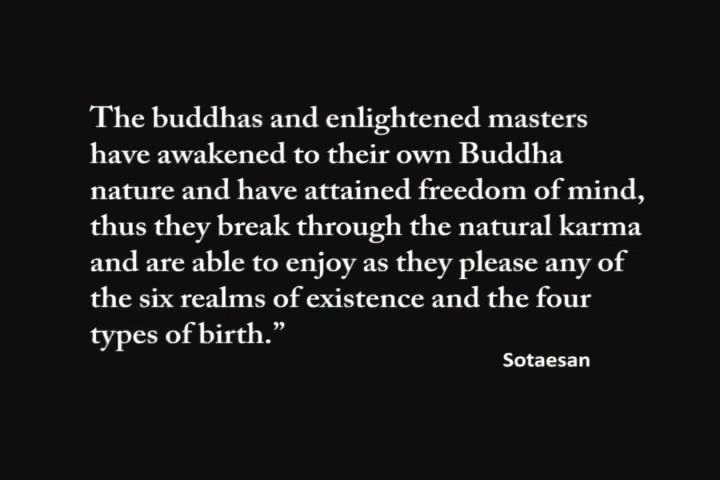 The buddhas and enlightened masters
have awakened to their own Buddha
nature and have attained freedom of mind,
thus they break through the natural karma
and are able to enjoy as they please any of
the six realms of existence and the four
types of birth.”
Sotaesan